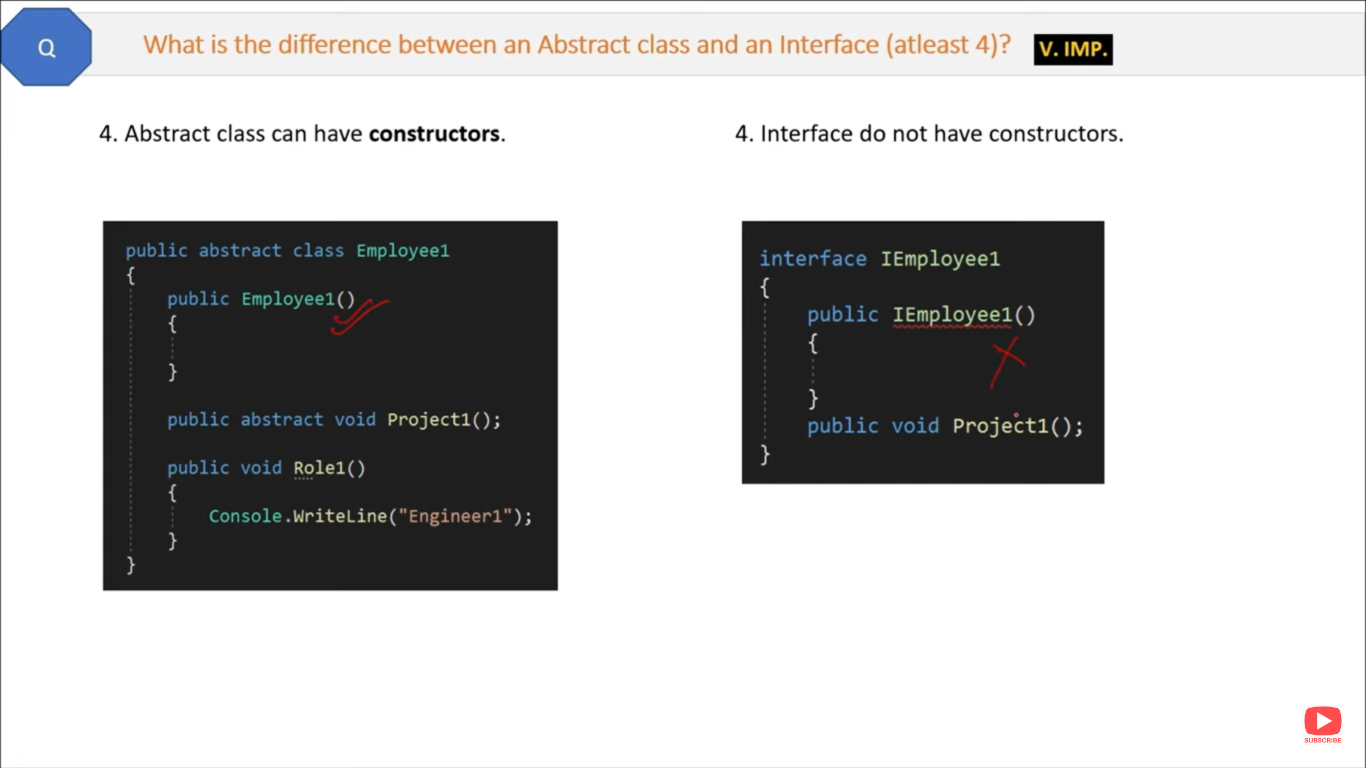 Q
What is the difference between an Abstract class and an Interface (atleast 4)?
V. IMP.
4. Abstract class can have constructors.
public abstract class Employee1
{
public Employee1()
{
}
public abstract void Project1();
public void Role1()
{
Console.WriteLine("Engineer1");
}
}
4. Interface do not have constructors.
interface IEmployee1
{
public IEmployee1()
{
}
public void Project1();
}
SUBSCRIBE